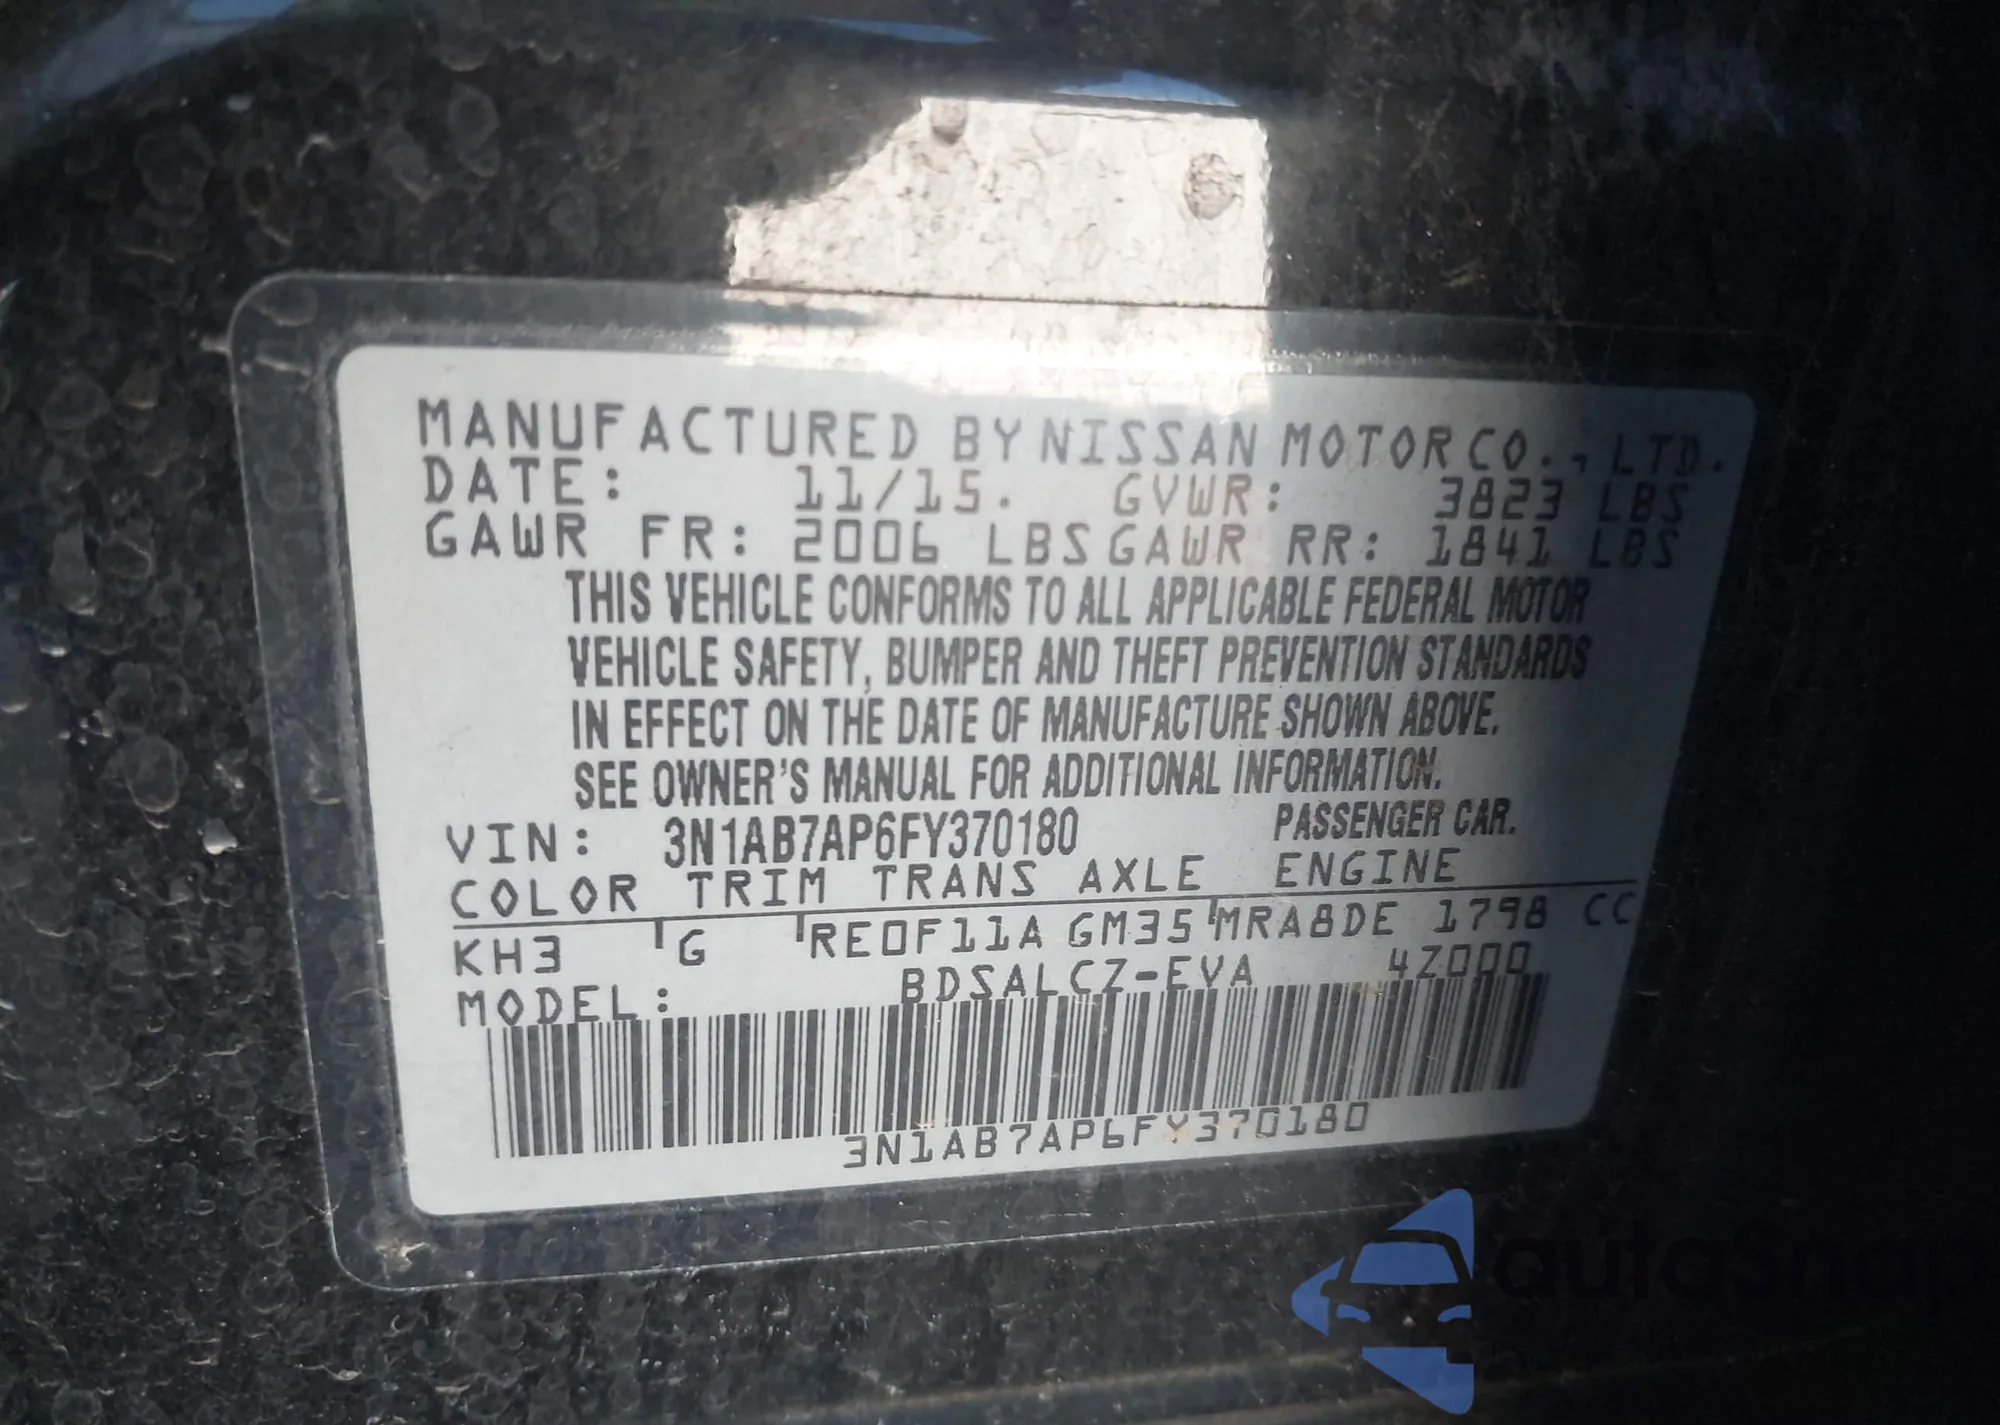 MANUFACTURED BY NISSAN MOTOR CO., LTD.
DATE: 11/15. GVWR: 3823 LBS
GAWR FR: 2006 LBS GAWR RR: 1841 LBS
THIS VEHICLE CONFORMS TO ALL APPLICABLE FEDERAL MOTOR
VEHICLE SAFETY, BUMPER AND THEFT PREVENTION STANDARDS
IN EFFECT ON THE DATE OF MANUFACTURE SHOWN ABOVE.
SEE OWNER'S MANUAL FOR ADDITIONAL INFORMATION.
VIN: 3N1AB7AP6FY370180 PASSENGER CAR.
COLOR TRIM TRANS AXLE ENGINE
KH3 G RE0F11A GM35 MRA8DE 1798 CC
MODEL: BDSALCZ-EVA 4Z000
3N1AB7AP6FY370180
autoSnap